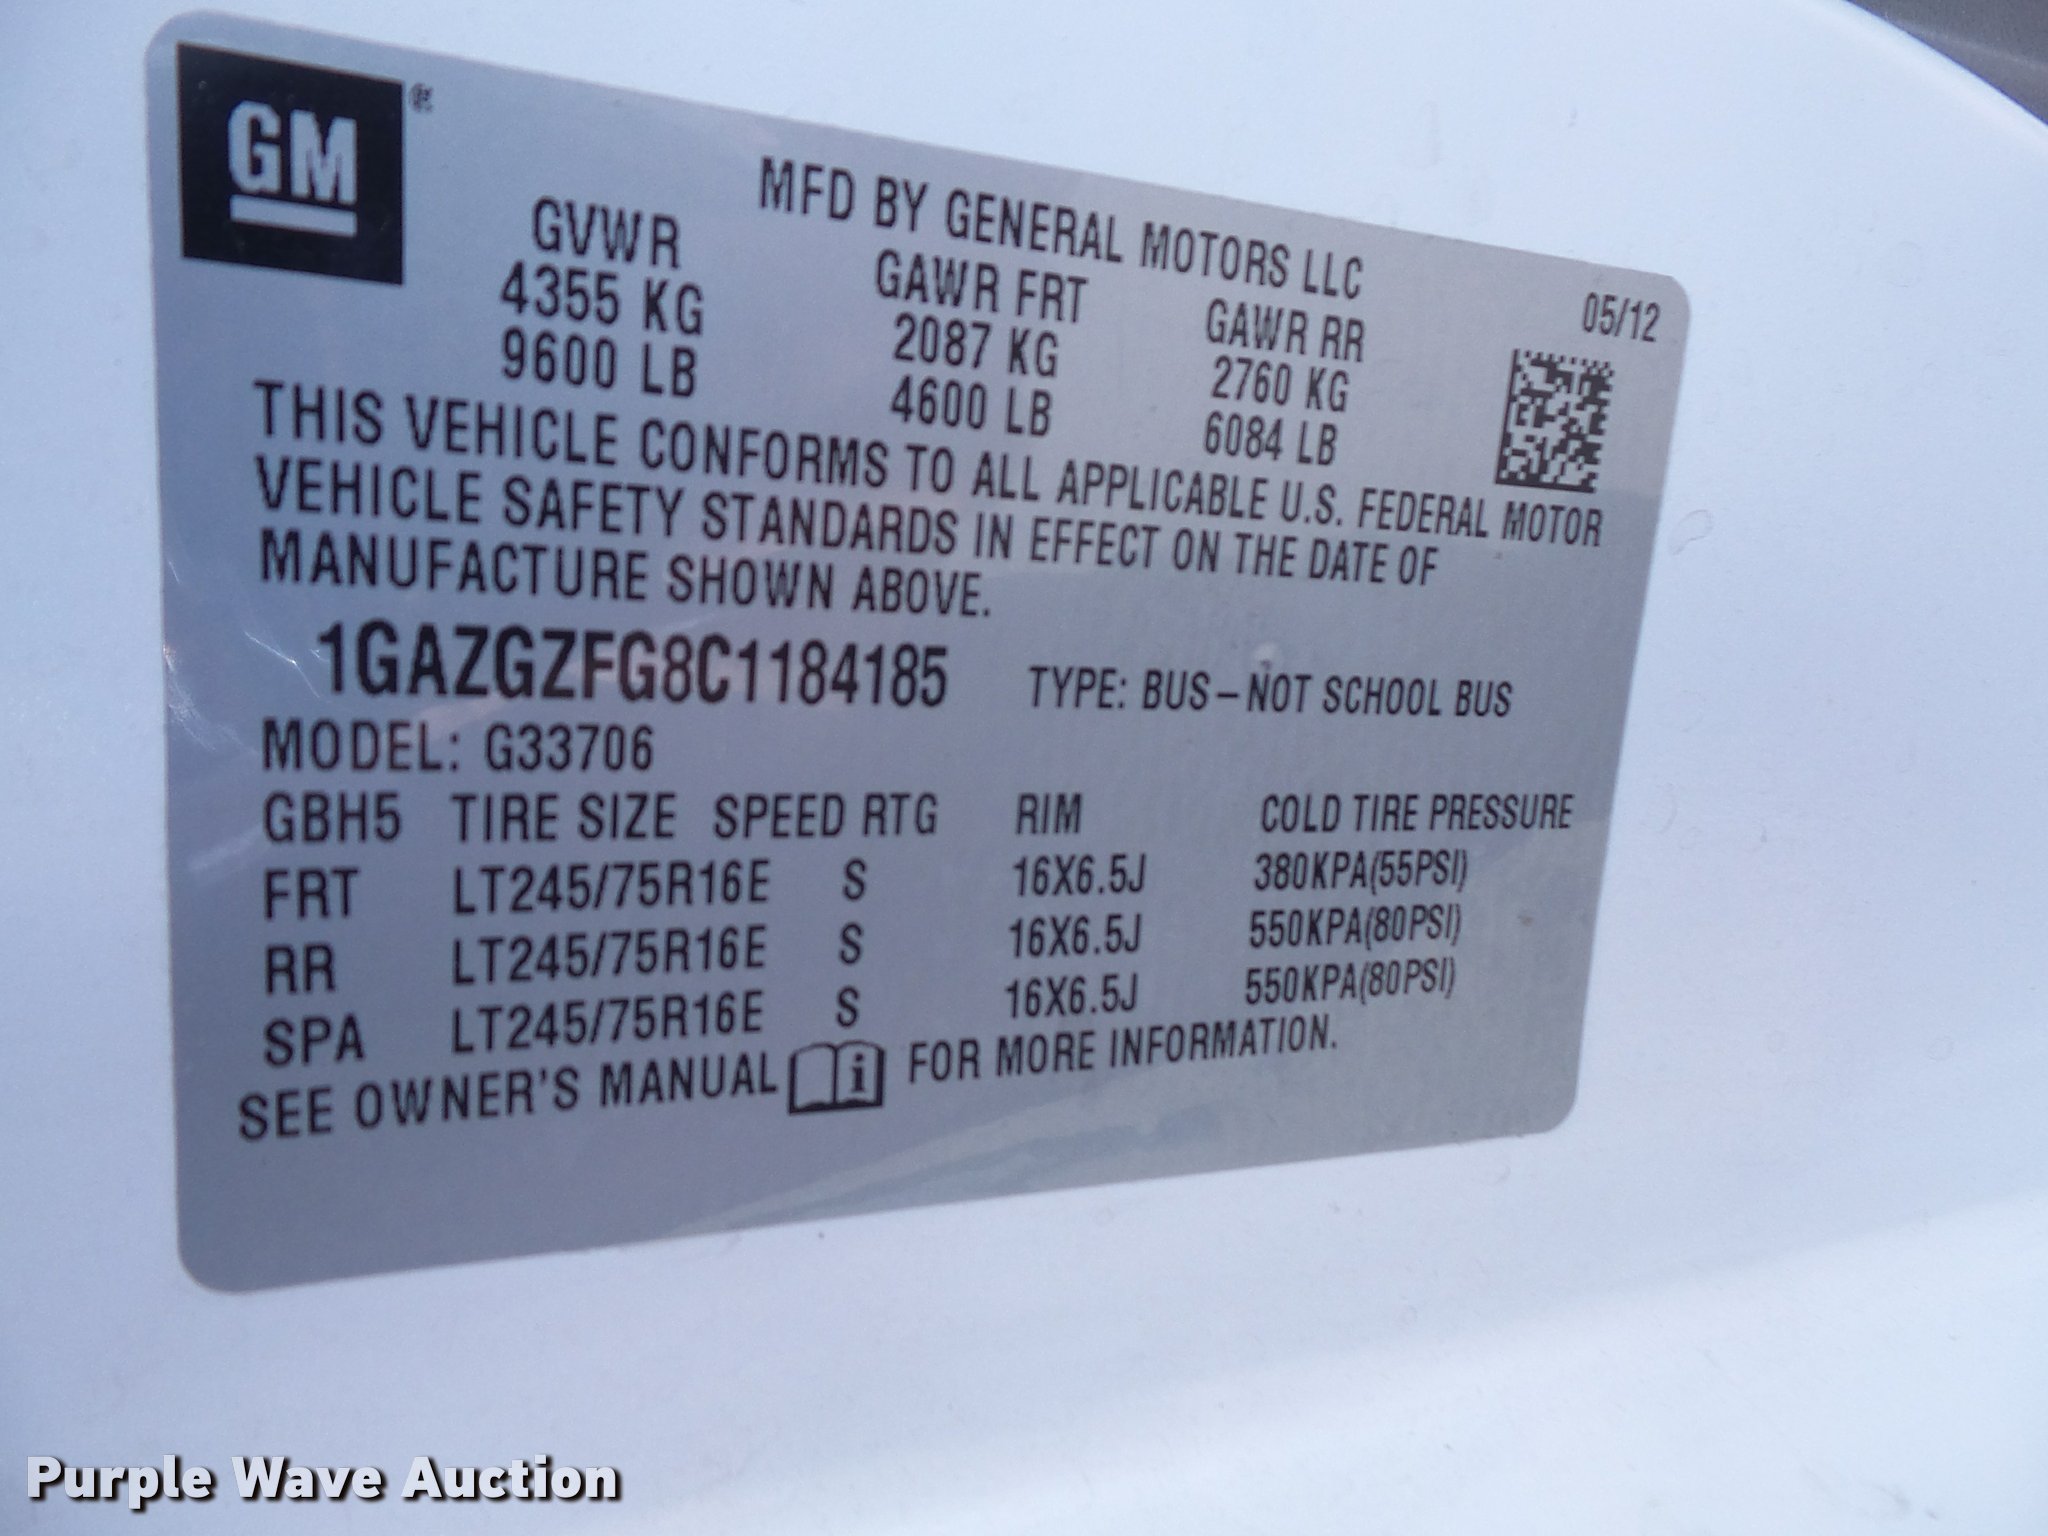 GM®
MFD BY GENERAL MOTORS LLC
05/12
GVWR GAWR FRT GAWR RR
4355 KG 2087 KG 2760 KG
9600 LB 4600 LB 6084 LB
THIS VEHICLE CONFORMS TO ALL APPLICABLE U.S. FEDERAL MOTOR
VEHICLE SAFETY STANDARDS IN EFFECT ON THE DATE OF
MANUFACTURE SHOWN ABOVE.
1GAZGZFG8C1184185 TYPE: BUS – NOT SCHOOL BUS
MODEL: G33706
GBH5 TIRE SIZE SPEED RTG RIM COLD TIRE PRESSURE
FRT LT245/75R16E S 16X6.5J 380KPA(55PSI)
RR LT245/75R16E S 16X6.5J 550KPA(80PSI)
SPA LT245/75R16E S 16X6.5J 550KPA(80PSI)
SEE OWNER'S MANUAL i FOR MORE INFORMATION.
Purple Wave Auction